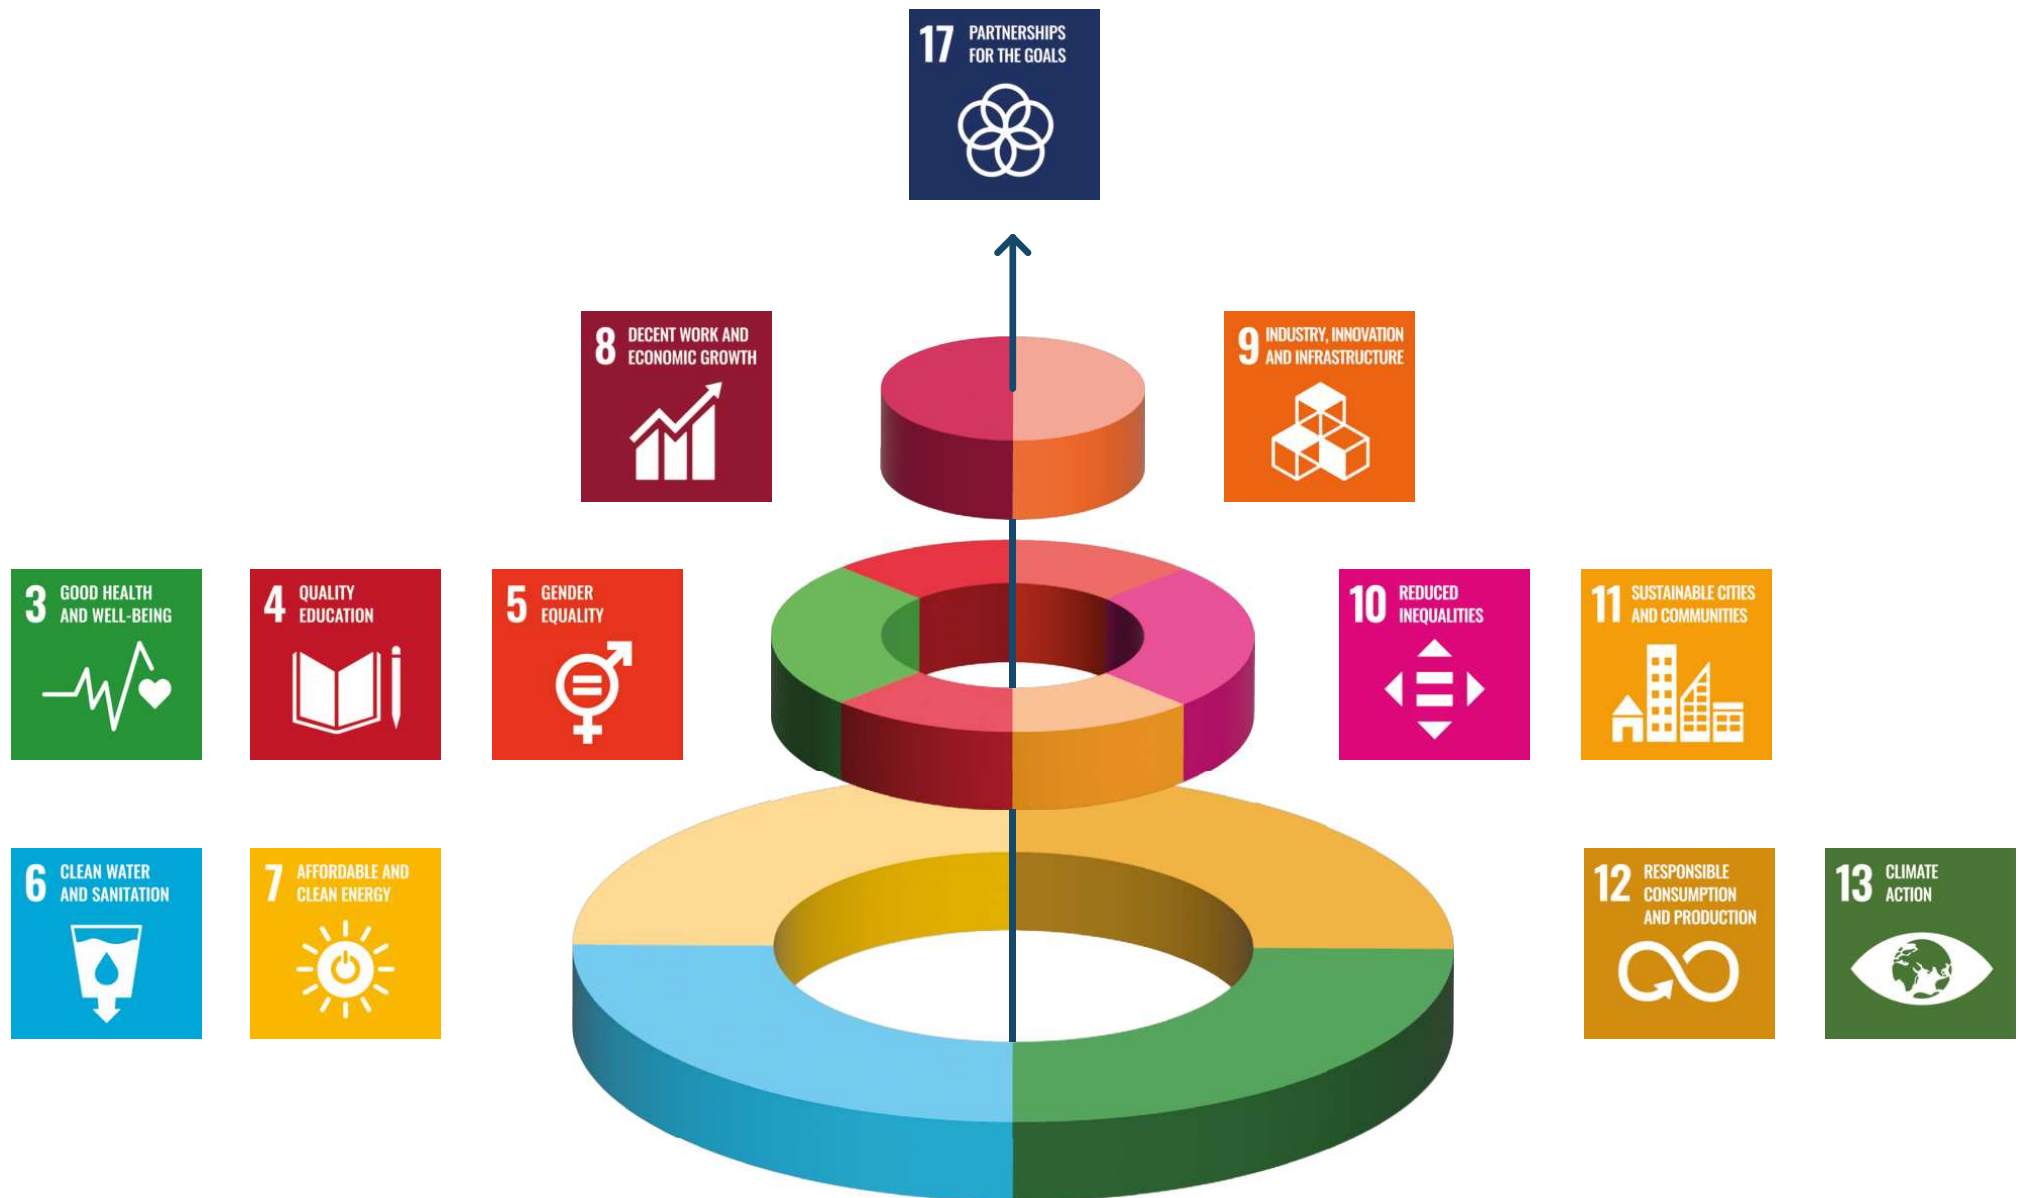 17 PARTNERSHIPS
FOR THE GOALS
8 DECENT WORK AND
ECONOMIC GROWTH
9 INDUSTRY, INNOVATION
AND INFRASTRUCTURE
3 GOOD HEALTH
AND WELL-BEING
4 QUALITY
EDUCATION
5 GENDER
EQUALITY
10 REDUCED
INEQUALITIES
11 SUSTAINABLE CITIES
AND COMMUNITIES
6 CLEAN WATER
AND SANITATION
7 AFFORDABLE AND
CLEAN ENERGY
12 RESPONSIBLE
CONSUMPTION
AND PRODUCTION
13 CLIMATE
ACTION